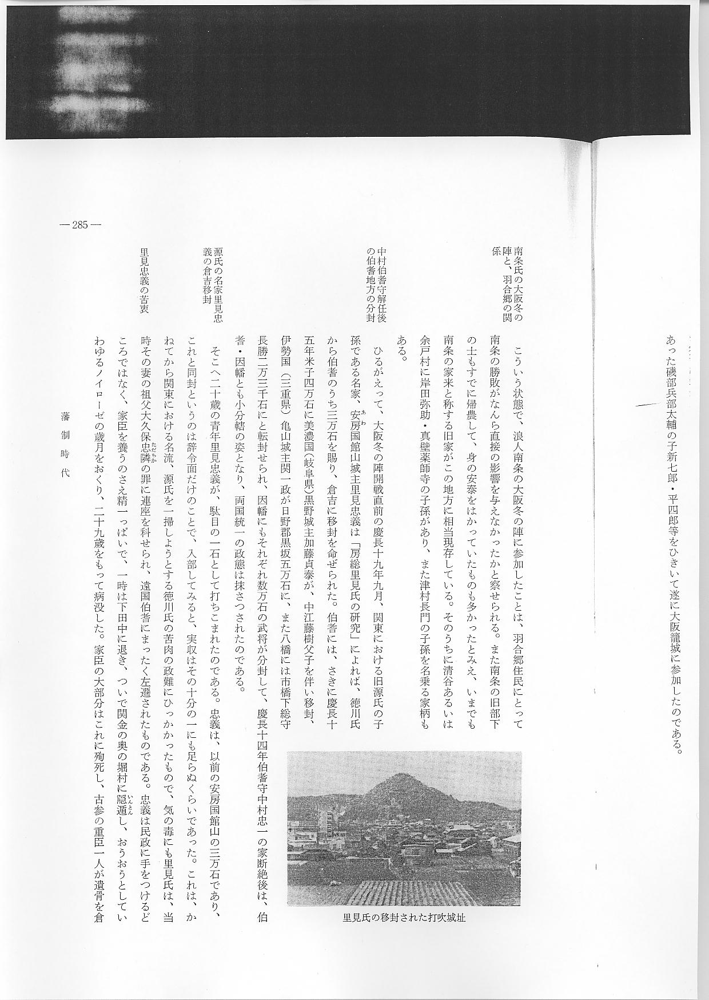 あった磯部兵部太輔の子新七郎・平四郎等をひきいて遂に大阪籠城に参加したのである。
南条氏の大阪冬の
陣と、羽合郷の関
係
こういう状態で、浪人南条の大阪冬の陣に参加したことは、羽合郷住民にとって
南条の勝敗がなんら直接の影響を与えなかったかと察せられる。また南条の旧部下
の士もすでに帰農して、身の安泰をはかっていたものも多かったとみえ、いまでも
南条の家来と称する旧家がこの地方に相当現存している。そのうちに清谷あるいは
余戸村に岸田弥助・真壁薬師寺の子孫があり、また津村長門の子孫を名乗る家柄も
ある。
中村伯耆守解任後
の伯耆地方の分封
ひるがえって、大阪冬の陣開戦直前の慶長十九年九月、関東における旧源氏の子
孫である名家、安房国館山城主里見忠義は「房総里見氏の研究」によれば、徳川氏
あわ
から伯耆のうち三万石を賜り、倉吉に移封を命ぜられた。伯耆には、さきに慶長十
五年米子四万石に美濃国(岐阜県)黒野城主加藤貞泰が、中江藤樹父子を伴い移封、
伊勢国(三重県)亀山城主関一政が日野郡黒坂五万石に、また八橋には市橋下総守
長勝二万三千石にと転封せられ、因幡にもそれぞれ数万石の武将が分封して、慶長十四年伯耆守中村忠一の家断絶後は、伯
耆・因幡とも小分轄の姿となり、両国統一の政態は抹さつされたのである。
源氏の名家里見忠
義の倉吉移封
そこへ二十歳の青年里見忠義が、駄目の一石として打ちこまれたのである。忠義は、以前の安房国館山の三万石であり、
これと同封というのは辞令面だけのことで、入部してみると、実収はその十分の一にも足らぬくらいであった。これは、か
ねてから関東における名流、源氏を一掃しようとする徳川氏の苦肉の政難にひっかかったもので、気の毒にも里見氏は、当
里見忠義の苦衷
時その妻の祖父大久保忠隣の罪に連座を科せられ、遠国伯耆にまったく左遷されたものである。忠義は民政に手をつけるど
ただちか
ころではなく、家臣を養うのさえ精一っぱいで、一時は下田中に退き、ついで関金の奥の堀村に隠遁し、おうおうとしてい
いんとん
わゆるノイローゼの歳月をおくり、二十九歳をもって病没した。家臣の大部分はこれに殉死し、古参の重臣一人が遺骨を倉
里見氏の移封された打吹城址
藩制時代
—285—